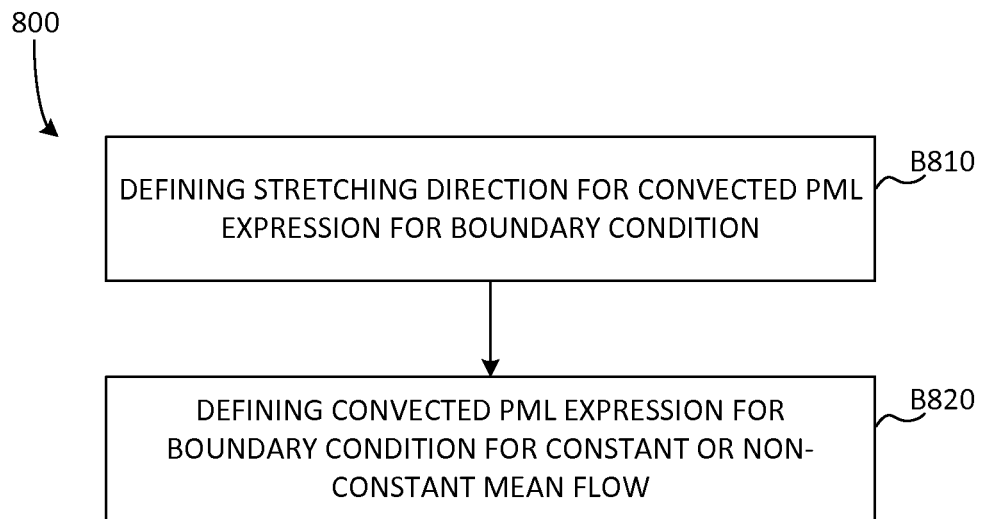 800
B810
DEFINING STRETCHING DIRECTION FOR CONVECTED PML
EXPRESSION FOR BOUNDARY CONDITION
B820
DEFINING CONVECTED PML EXPRESSION FOR
BOUNDARY CONDITION FOR CONSTANT OR NON-
CONSTANT MEAN FLOW